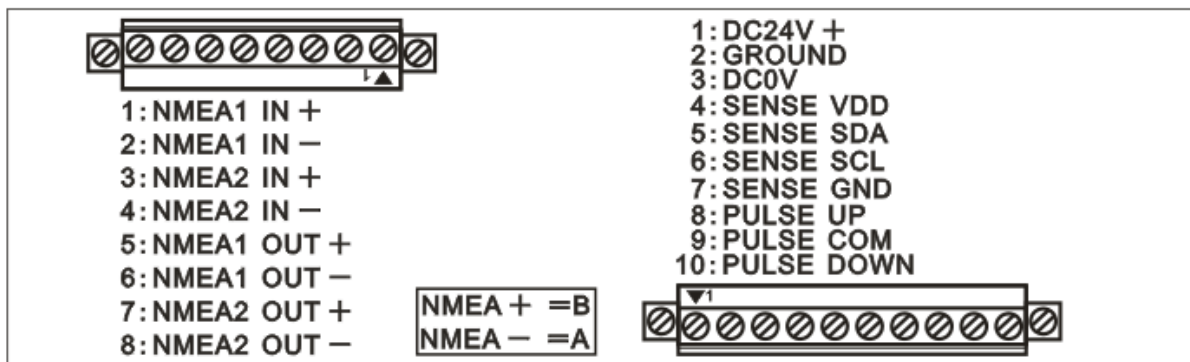 1
1:NMEA1 IN +
2:NMEA1 IN −
3:NMEA2 IN +
4:NMEA2 IN −
5:NMEA1 OUT +
6:NMEA1 OUT −
7:NMEA2 OUT +
8:NMEA2 OUT −
NMEA + =B
NMEA − =A
1:DC24V +
2:GROUND
3:DC0V
4:SENSE VDD
5:SENSE SDA
6:SENSE SCL
7:SENSE GND
8:PULSE UP
9:PULSE COM
10:PULSE DOWN
1